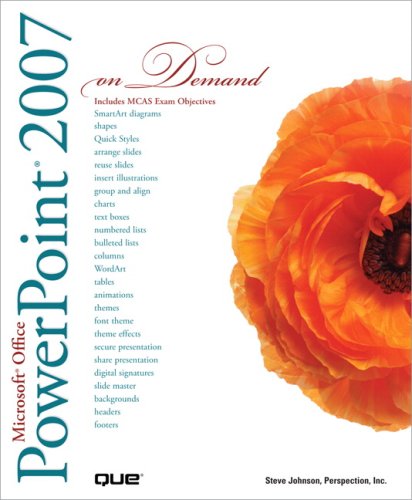 Microsoft® Office
PowerPoint® 2007
on Demand
Includes MCAS Exam Objectives
SmartArt diagrams
shapes
Quick Styles
arrange slides
reuse slides
insert illustrations
group and align
charts
text boxes
numbered lists
bulleted lists
columns
WordArt
tables
animations
themes
font theme
theme effects
secure presentation
share presentation
digital signatures
slide master
backgrounds
headers
footers
QUE®
Steve Johnson, Perspection, Inc.